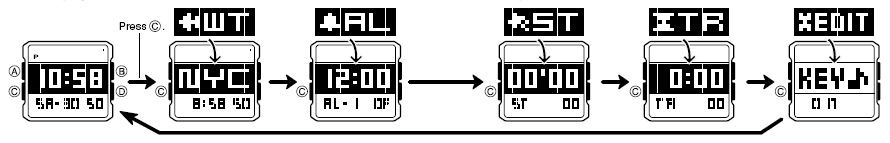 Press Ⓒ.
WT
AL
ST
TR
EDIT
P
Ⓐ
Ⓑ
Ⓒ
Ⓓ
10:58
SA-30 50
Ⓒ
NYC
8:58 50
Ⓒ
12:00
AL-1 OF
Ⓒ
00'00
ST 00
Ⓒ
0:00
TR 00
Ⓒ
KEY♪
ON